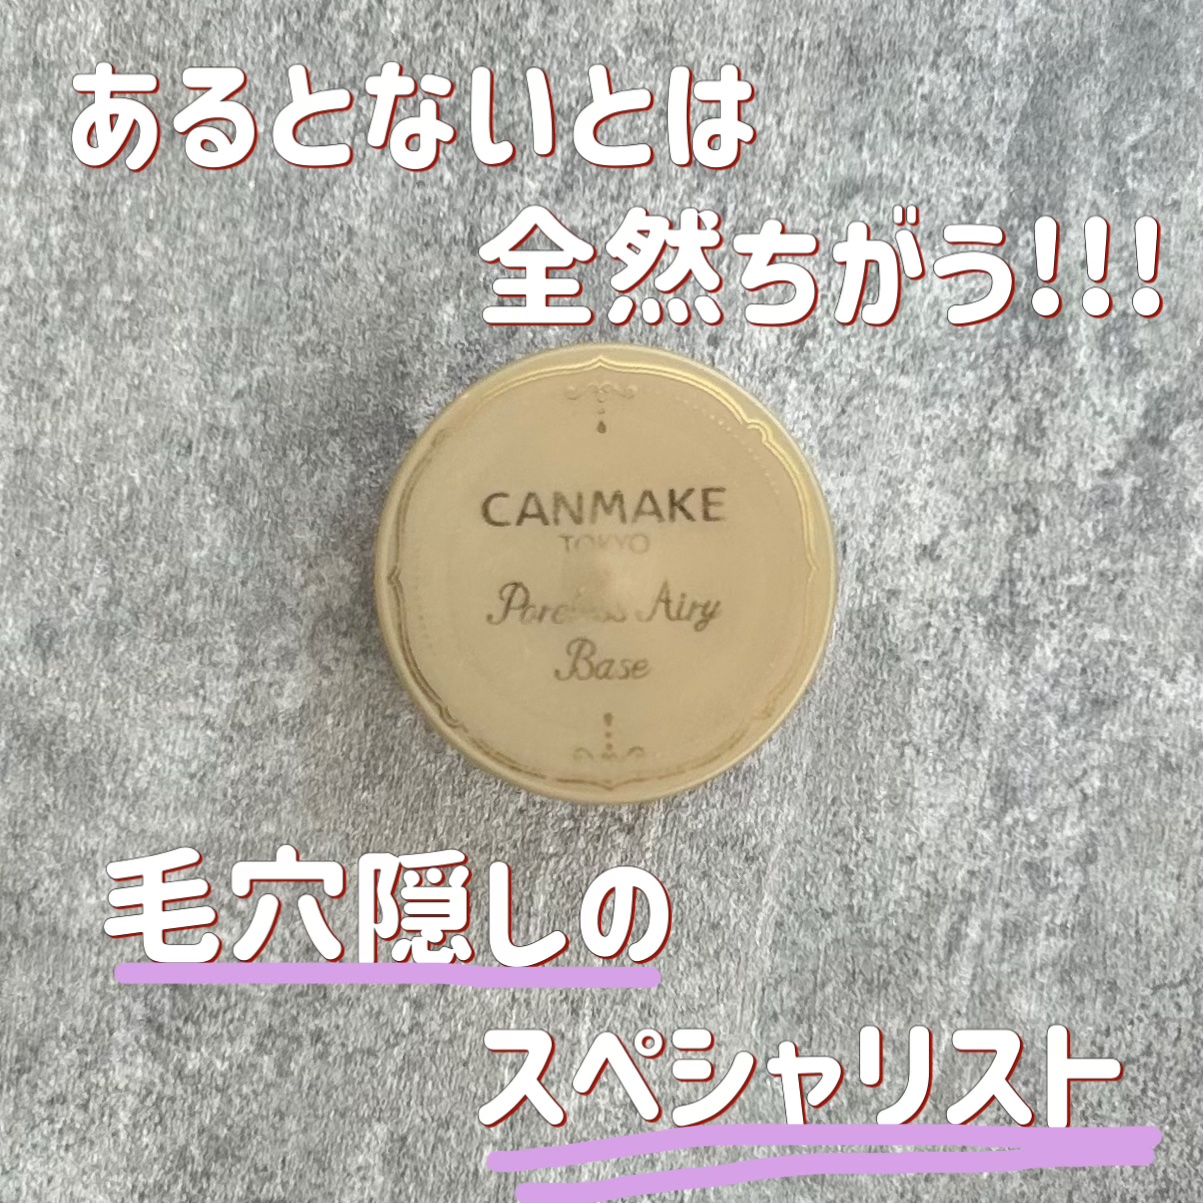 あるとないとは
全然ちがう!!!
CANMAKE
TOKYO
Airy
Base
毛穴隠しの
スペシャリスト